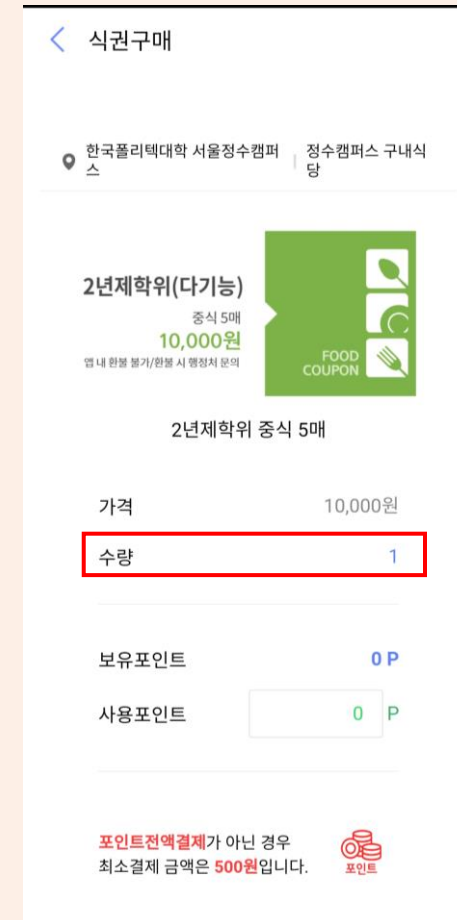 식권구매
한국폴리텍대학 서울정수캠퍼
스
정수캠퍼스 구내식
당
2년제학위(다기능)
중식 5매
10,000원
앱 내 환불 불가/환불 시 행정처 문의
FOOD
COUPON
2년제학위 중식 5매
가격 10,000원
수량 1
보유포인트 0 P
사용포인트 0 P
포인트전액결제가 아닌 경우
최소결제 금액은 500원입니다.
포인트